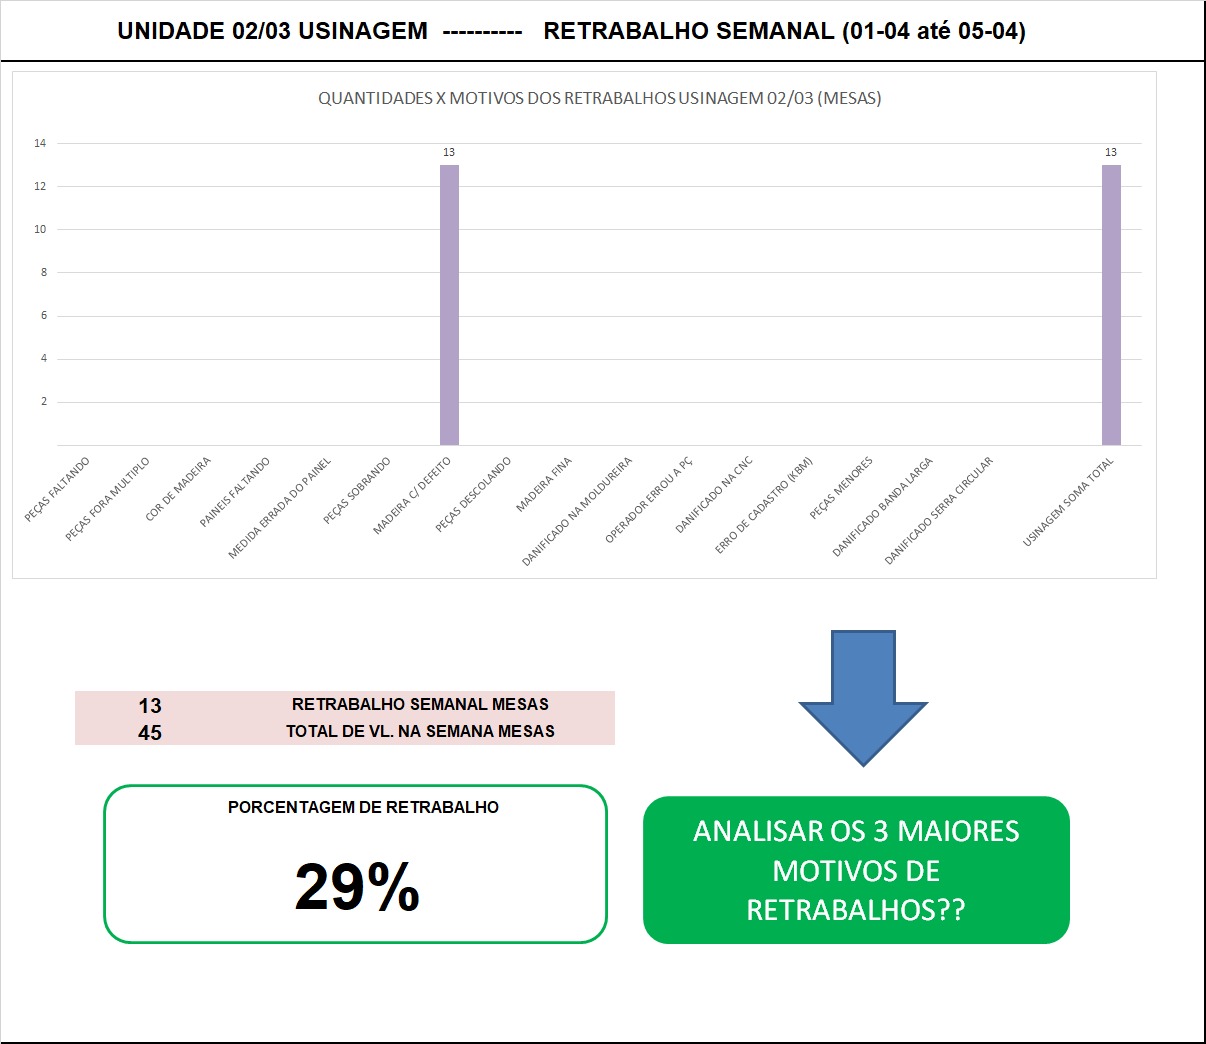 UNIDADE 02/03 USINAGEM ---------- RETRABALHO SEMANAL (01-04 até 05-04)
QUANTIDADES X MOTIVOS DOS RETRABALHOS USINAGEM 02/03 (MESAS)
14
12
10
8
6
4
2
13
13
PEÇAS FALTANDO
PEÇAS FORA MULTIPLO
COR DE MADEIRA
PAINEIS FALTANDO
MEDIDA ERRADA DO PAINEL
PEÇAS SOBRANDO
MADEIRA C/ DEFEITO
PEÇAS DESCOLANDO
MADEIRA FINA
DANIFICADO NA MOLDUREIRA
OPERADOR ERROU A PÇ
DANIFICADO NA CNC
ERRO DE CADASTRO (KBM)
PEÇAS MENORES
DANIFICADO BANDA LARGA
DANIFICADO SERRA CIRCULAR
USINAGEM SOMA TOTAL
13 RETRABALHO SEMANAL MESAS
45 TOTAL DE VL. NA SEMANA MESAS
PORCENTAGEM DE RETRABALHO
29%
ANALISAR OS 3 MAIORES
MOTIVOS DE
RETRABALHOS??